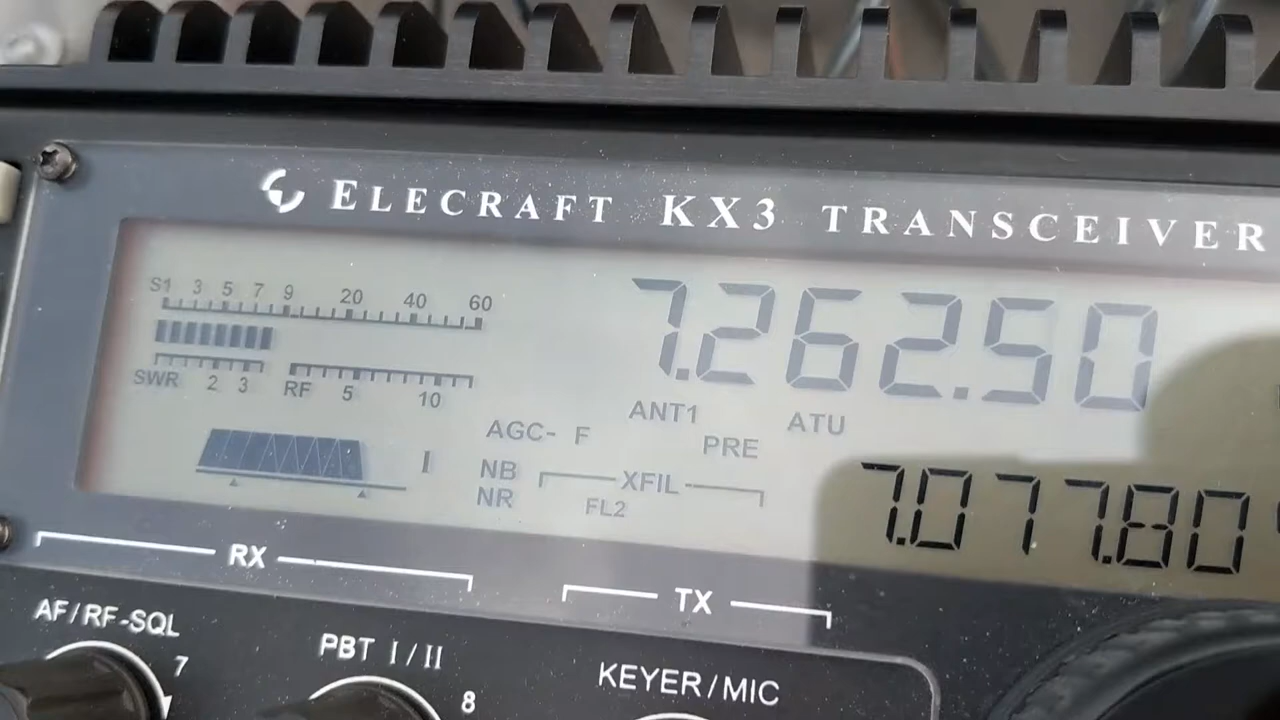 ELECRAFT KX3 TRANSCEIVER
S1 3 5 7 9 20 40 60
7.262.50
SWR 2 3 RF 5 10
ANT1 ATU
AGC- F PRE
I NB XFIL
NR FL2
7.077.80
RX
TX
AF/RF-SQL
7
PBT I/II
8
KEYER/MIC